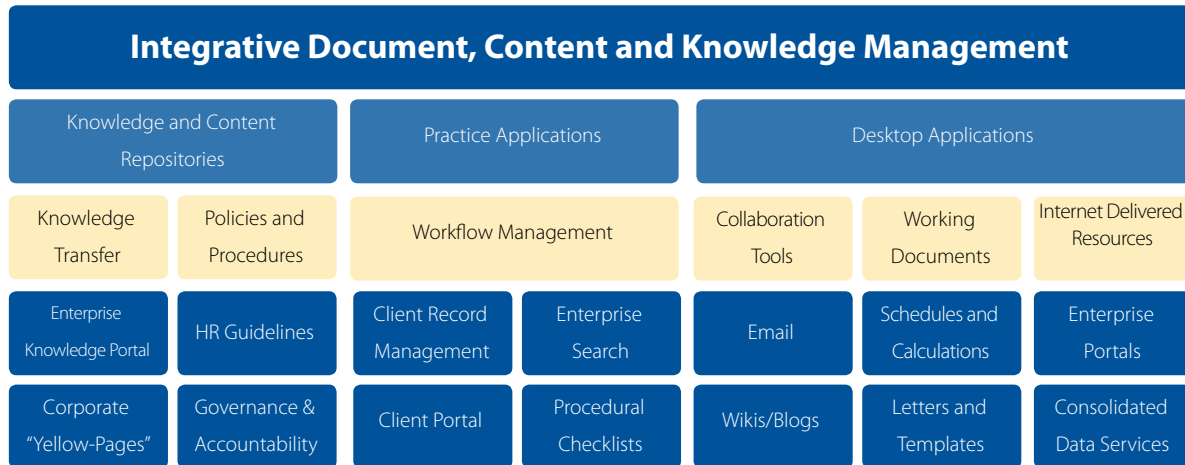 Integrative Document, Content and Knowledge Management
Knowledge and Content
Repositories
Practice Applications
Desktop Applications
Knowledge
Transfer
Policies and
Procedures
Workflow Management
Collaboration
Tools
Working
Documents
Internet Delivered
Resources
Enterprise
Knowledge Portal
HR Guidelines
Client Record
Management
Enterprise
Search
Email
Schedules and
Calculations
Enterprise
Portals
Corporate
"Yellow-Pages"
Governance &
Accountability
Client Portal
Procedural
Checklists
Wikis/Blogs
Letters and
Templates
Consolidated
Data Services